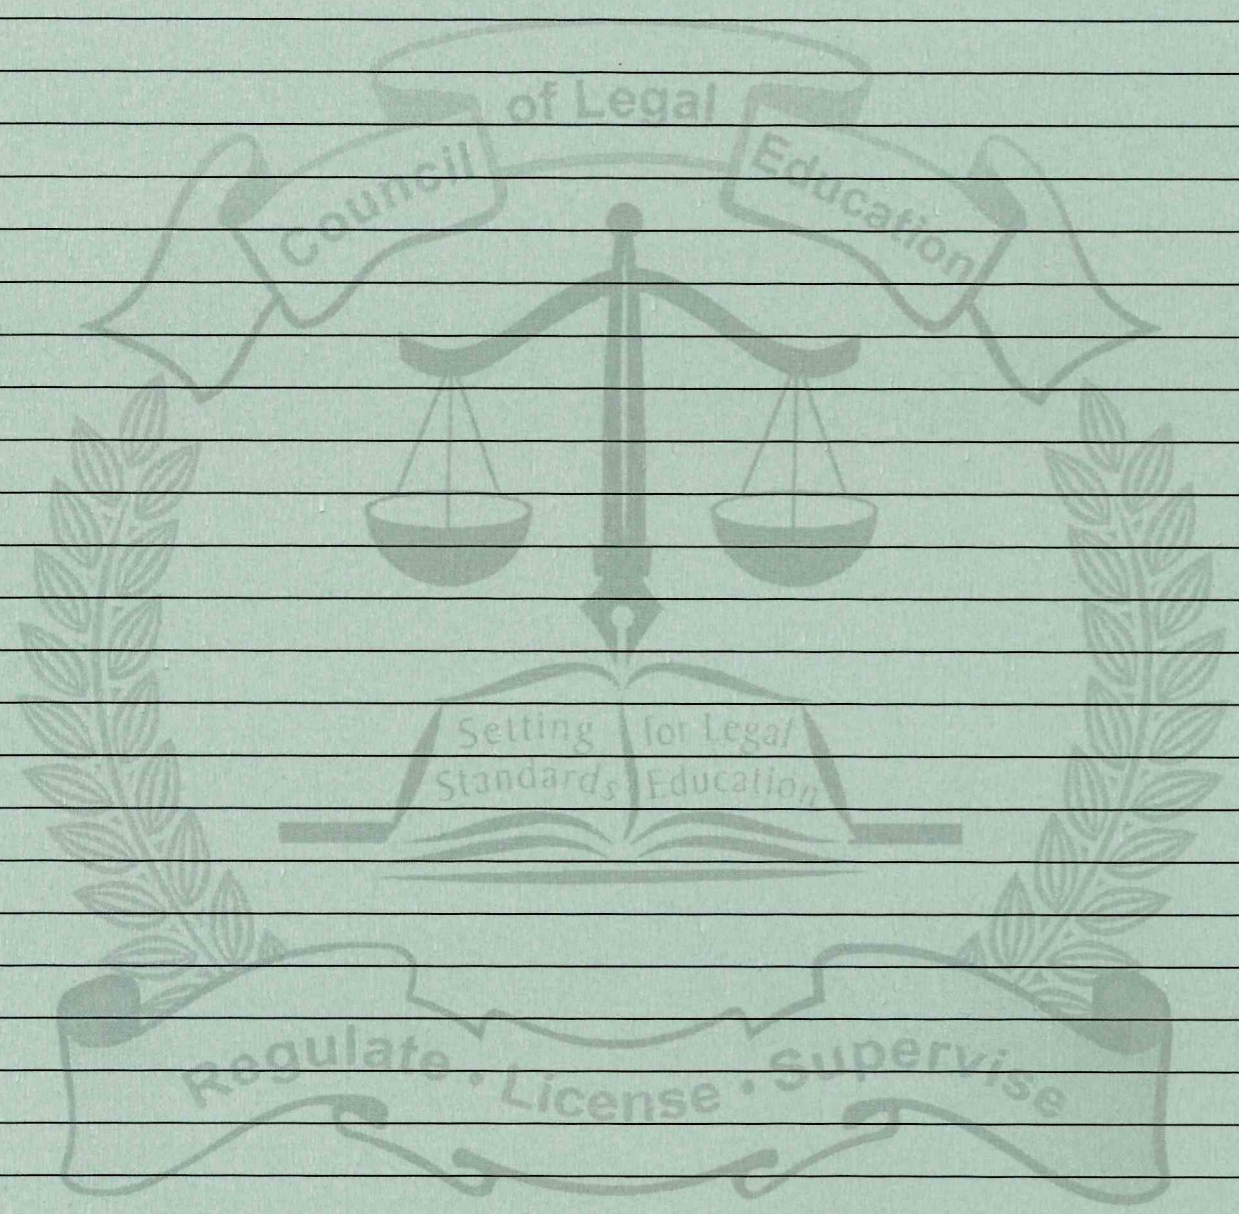 Council of Legal Education
Setting Standards for Legal Education
Regulate • License • Supervise